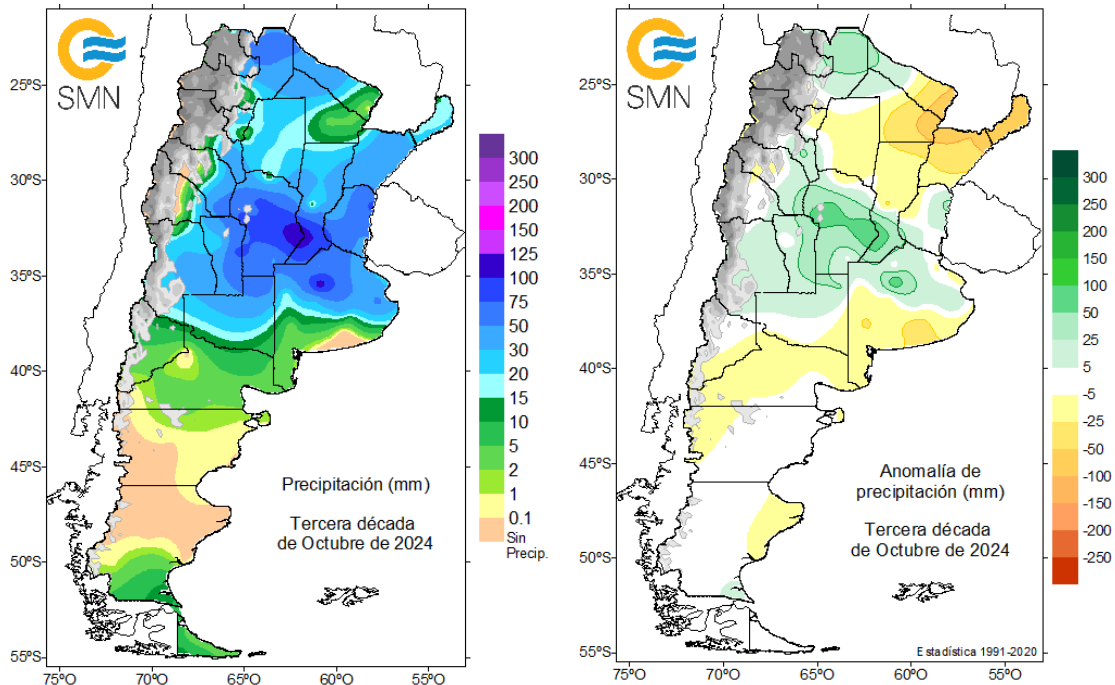 SMN
25ºS
30ºS
35ºS
40ºS
45ºS
50ºS
55ºS
75ºO
70ºO
65ºO
60ºO
55ºO
300
250
200
150
125
100
75
50
30
20
15
10
5
2
1
0.1
Sin
Precip.
Precipitación (mm)
Tercera década
de Octubre de 2024
SMN
25ºS
30ºS
35ºS
40ºS
45ºS
50ºS
55ºS
75ºO
70ºO
65ºO
60ºO
55ºO
300
250
200
150
100
50
25
5
-5
-25
-50
-100
-150
-200
-250
Anomalía de
precipitación (mm)
Tercera década
de Octubre de 2024
Estadística 1991-2020